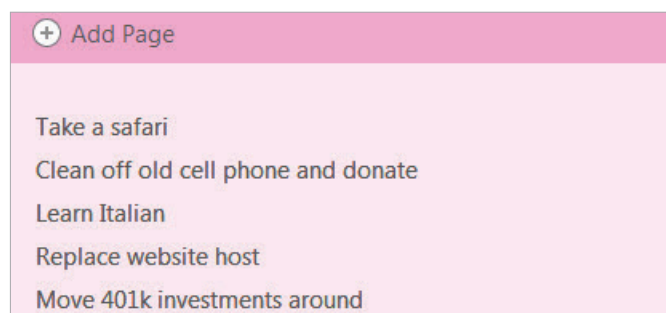 Add Page
Take a safari
Clean off old cell phone and donate
Learn Italian
Replace website host
Move 401k investments around